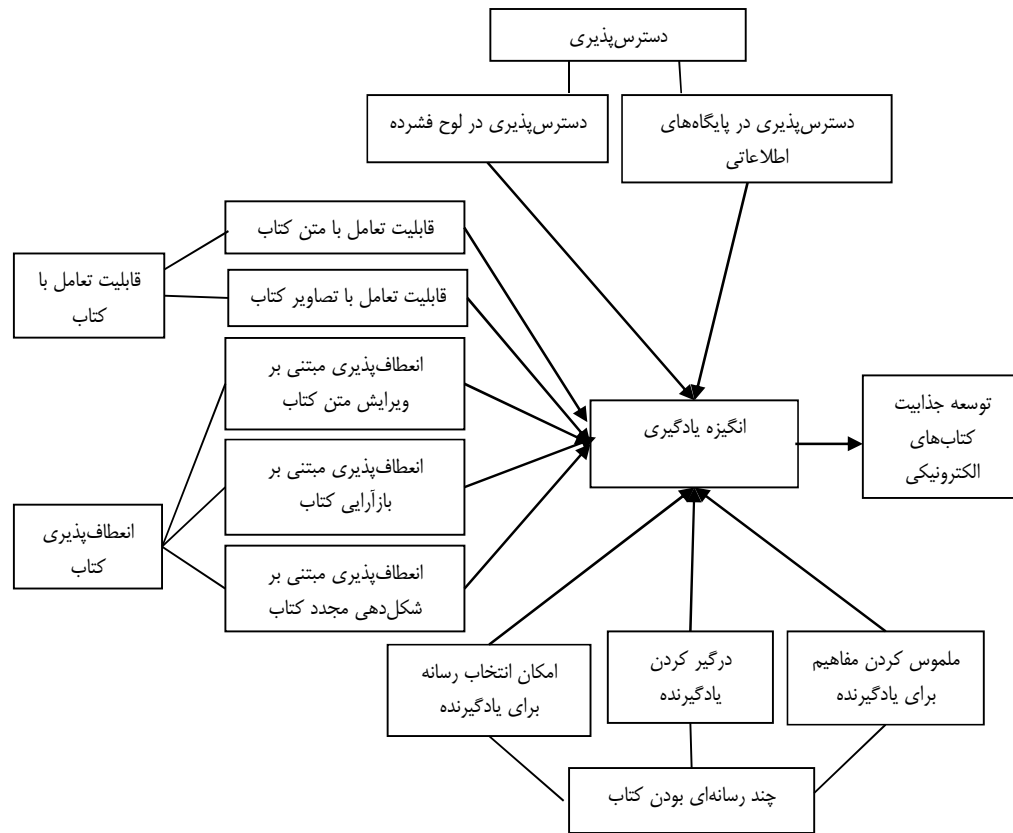 دسترس‌پذیری
دسترس‌پذیری در لوح فشرده
دسترس‌پذیری در پایگاه‌های
اطلاعاتی
قابلیت تعامل با متن کتاب
قابلیت تعامل با
کتاب
قابلیت تعامل با تصاویر کتاب
انعطاف‌پذیری مبتنی بر
ویرایش متن کتاب
انگیزه یادگیری
توسعه جذابیت
کتاب‌های
الکترونیکی
انعطاف‌پذیری مبتنی بر
بازآرایی کتاب
انعطاف‌پذیری
کتاب
انعطاف‌پذیری مبتنی بر
شکل‌دهی مجدد کتاب
ملموس کردن مفاهیم
برای یادگیرنده
درگیر کردن
یادگیرنده
امکان انتخاب رسانه
برای یادگیرنده
چند رسانه‌ای بودن کتاب